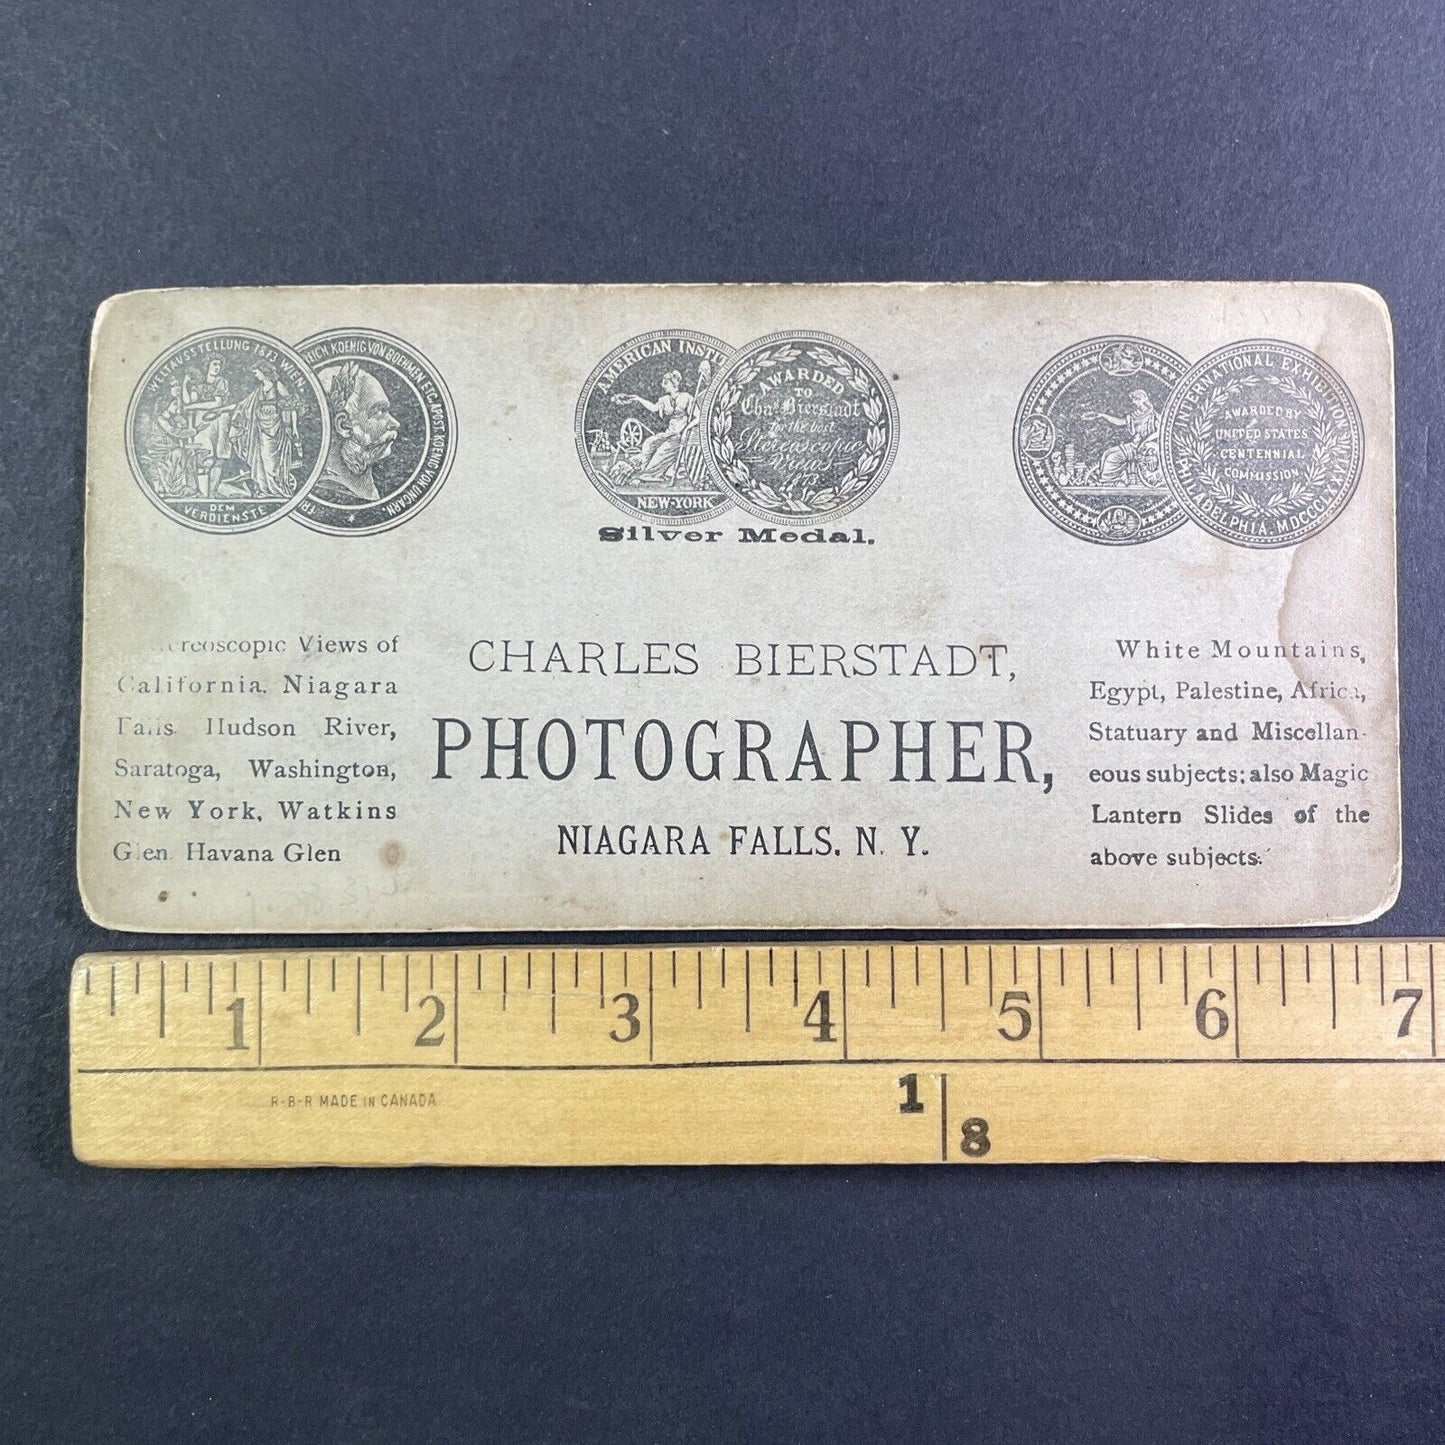 WELTAUSSTELLUNG 1873 WIEN.
DEM
VERDIENSTE
KOENIG VON BOEHMEN ETC. APOST. KOENIG VON UNGARN.
AMERICAN INSTI
NEW-YORK
AWARDED
TO
Chas Bierstadt
for the best
Stereoscopic
Views
Silver Medal.
INTERNATIONAL EXHIBITION
PHILADELPHIA, MDCCCLXXVI
AWARDED BY
UNITED STATES
CENTENNIAL
COMMISSION
reoscopic Views of
California. Niagara
Falls. Hudson River,
Saratoga, Washington,
New York, Watkins
Glen. Havana Glen
CHARLES BIERSTADT,
PHOTOGRAPHER,
NIAGARA FALLS, N. Y.
White Mountains,
Egypt, Palestine, Africa,
Statuary and Miscellan-
eous subjects; also Magic
Lantern Slides of the
above subjects.
1 2 3 4 5 6 7
R-B-R MADE IN CANADA
1
8